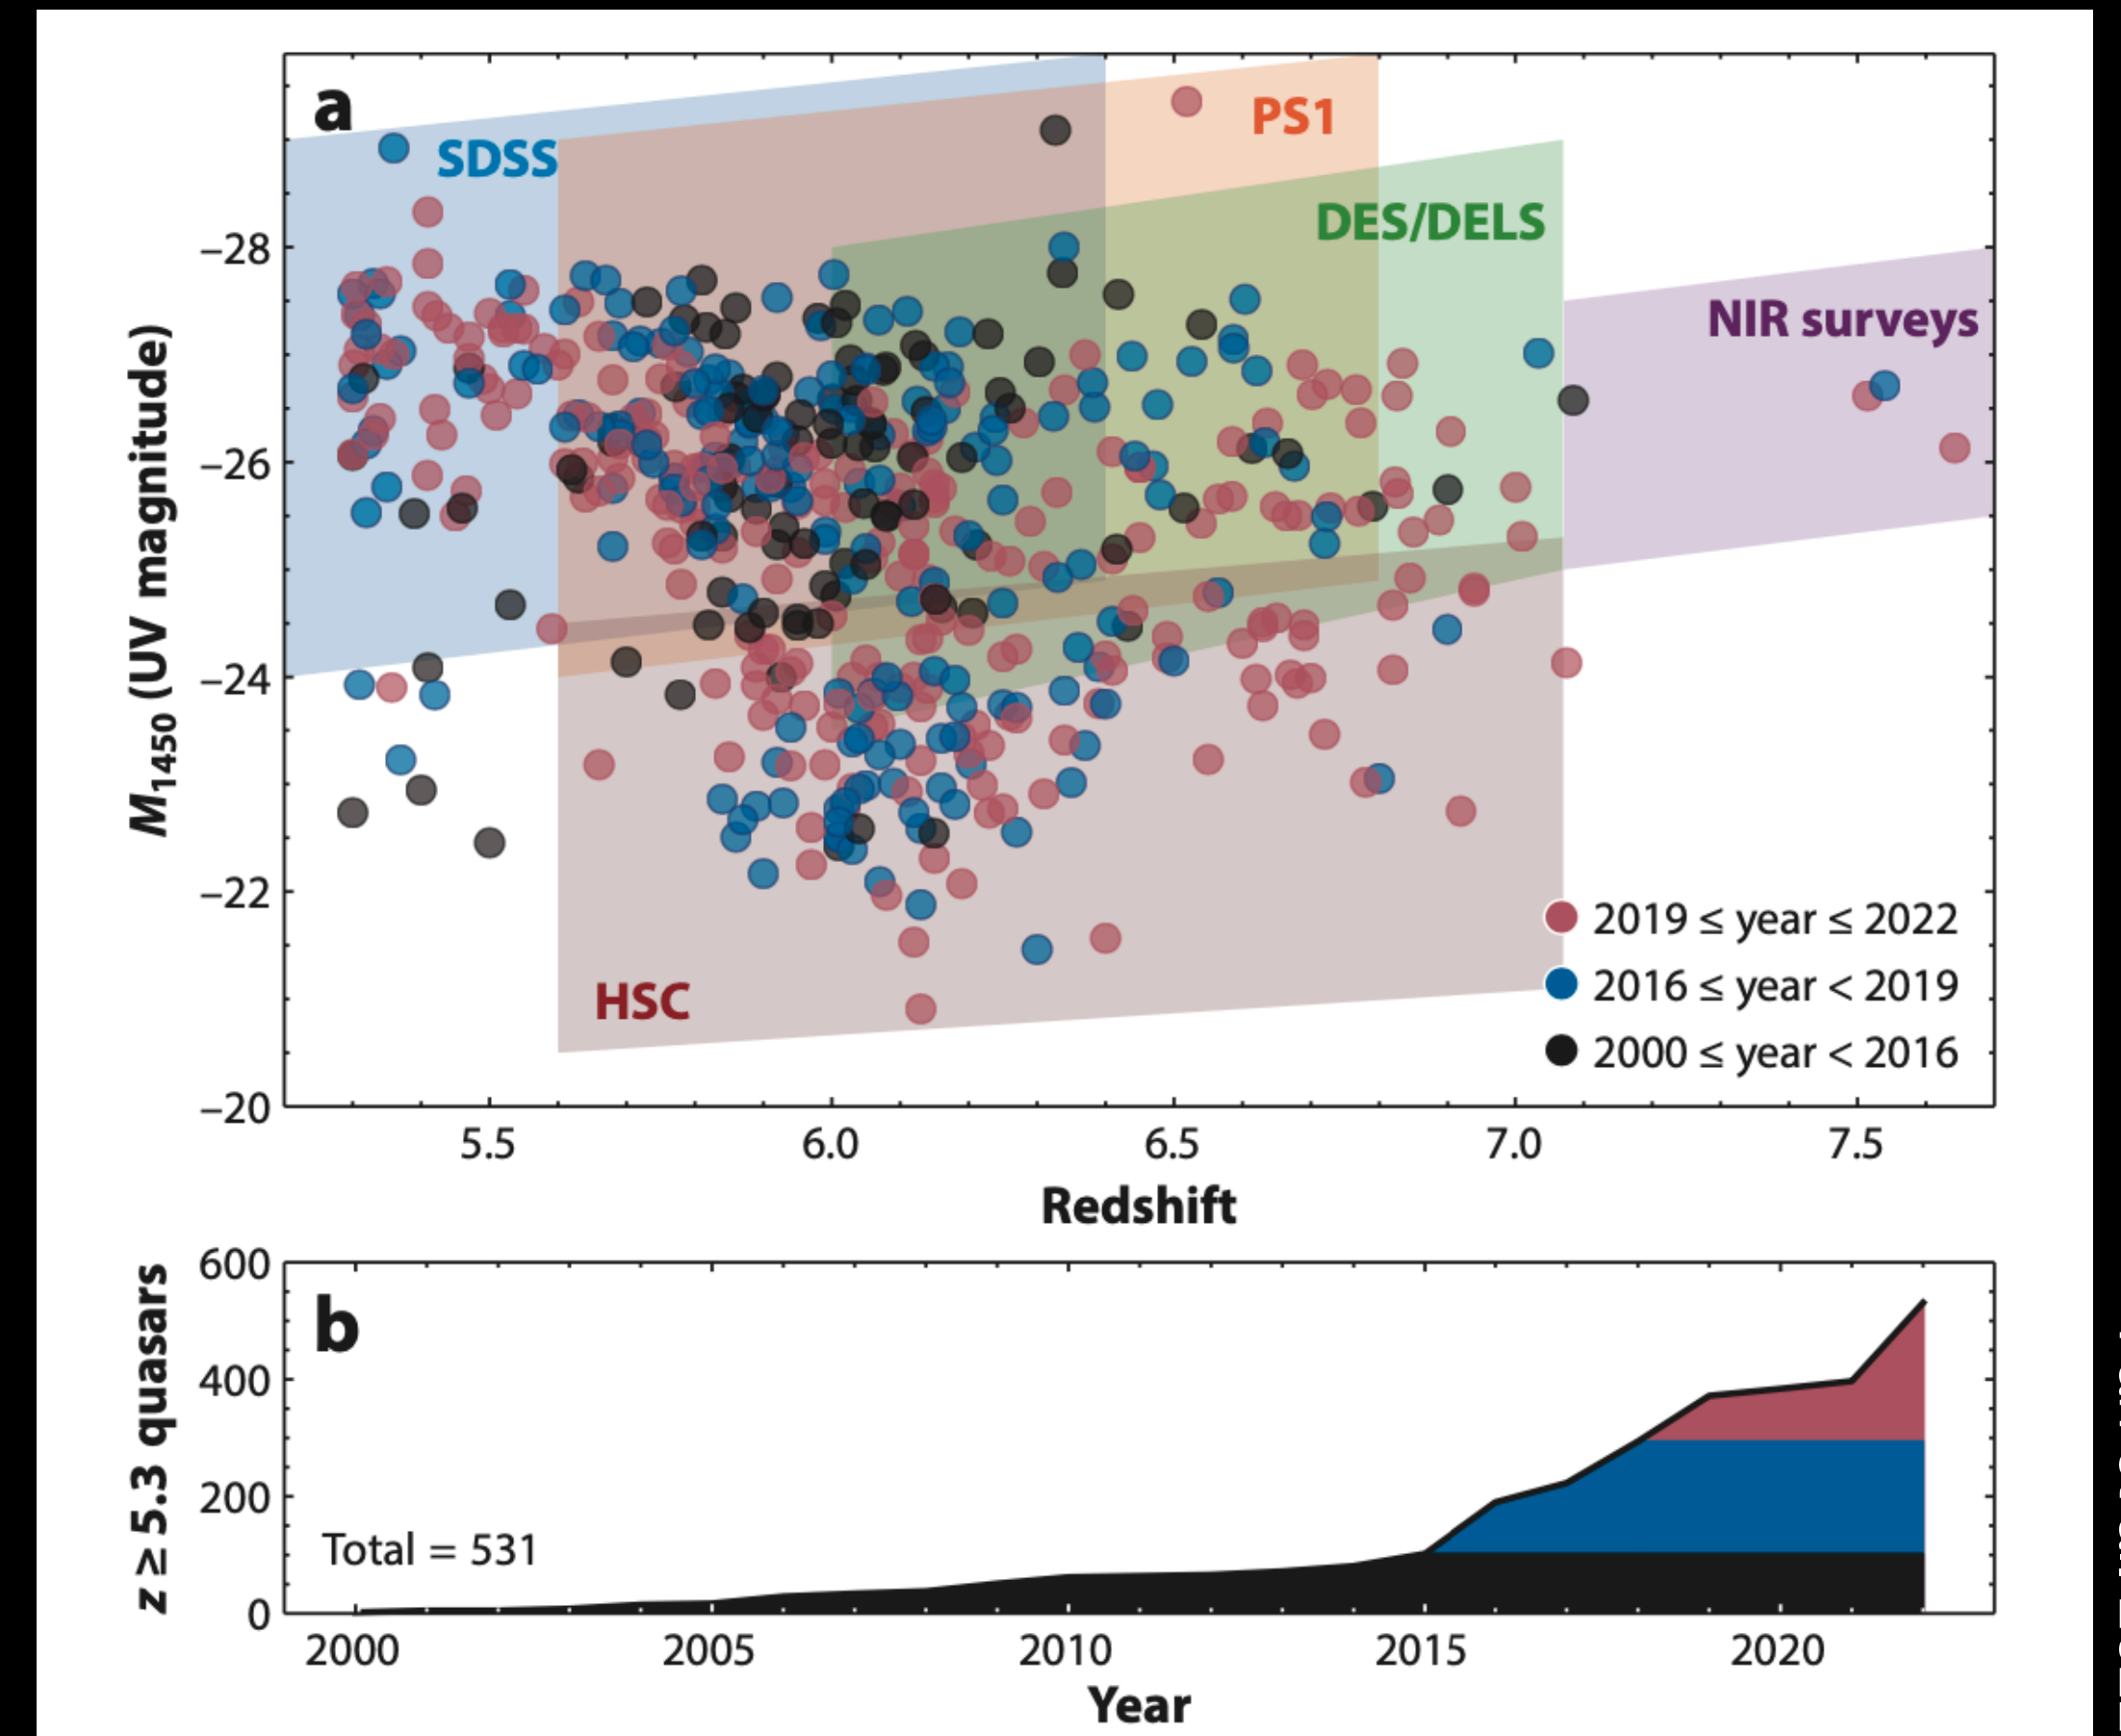 a
SDSS
PS1
DES/DELS
NIR surveys
HSC
−28
−26
−24
−22
−20
M1450 (UV magnitude)
2019 ≤ year ≤ 2022
2016 ≤ year < 2019
2000 ≤ year < 2016
5.5 6.0 6.5 7.0 7.5
Redshift
b
600
400
200
0
z ≥ 5.3 quasars
Total = 531
2000 2005 2010 2015 2020
Year